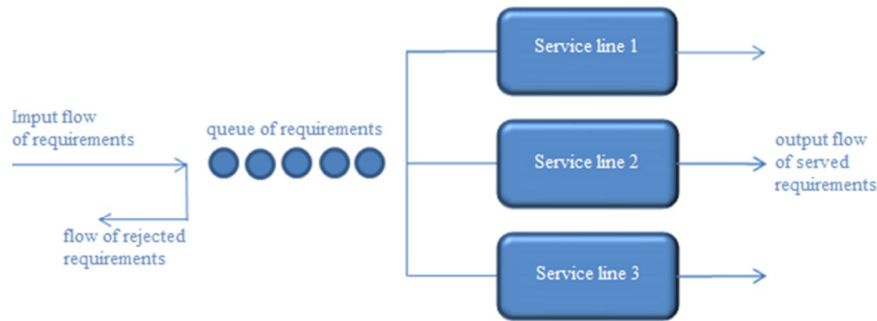 Imput flow
of requirements
flow of rejected
requirements
queue of requirements
Service line 1
Service line 2
Service line 3
output flow
of served
requirements